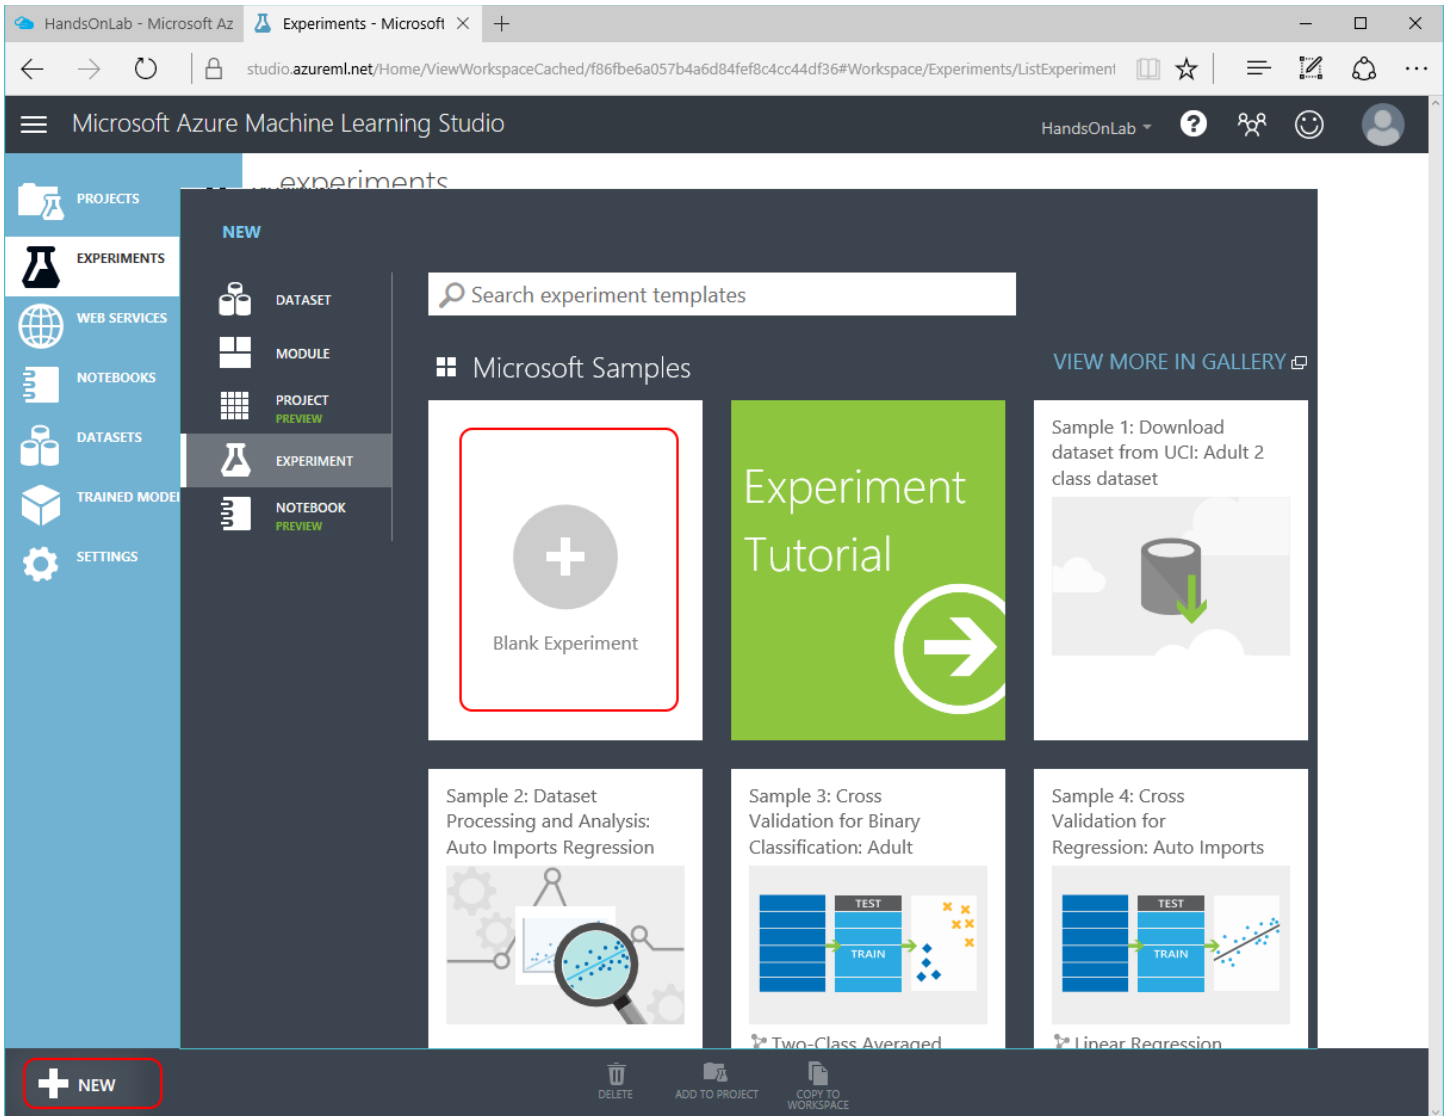 HandsOnLab - Microsoft Az
Experiments - Microsoft
studio.azureml.net/Home/ViewWorkspaceCached/f86fbe6a057b4a6d84fef8c4cc44df36#Workspace/Experiments/ListExperiment
Microsoft Azure Machine Learning Studio
HandsOnLab
experiments
PROJECTS
EXPERIMENTS
WEB SERVICES
NOTEBOOKS
DATASETS
TRAINED MODEL
SETTINGS
NEW
DATASET
MODULE
PROJECT
PREVIEW
EXPERIMENT
NOTEBOOK
PREVIEW
Search experiment templates
Microsoft Samples
VIEW MORE IN GALLERY
Blank Experiment
Experiment
Tutorial
Sample 1: Download
dataset from UCI: Adult 2
class dataset
Sample 2: Dataset
Processing and Analysis:
Auto Imports Regression
Sample 3: Cross
Validation for Binary
Classification: Adult
TEST
TRAIN
Two-Class Averaged
Sample 4: Cross
Validation for
Regression: Auto Imports
TEST
TRAIN
Linear Regression
NEW
DELETE
ADD TO PROJECT
COPY TO
WORKSPACE